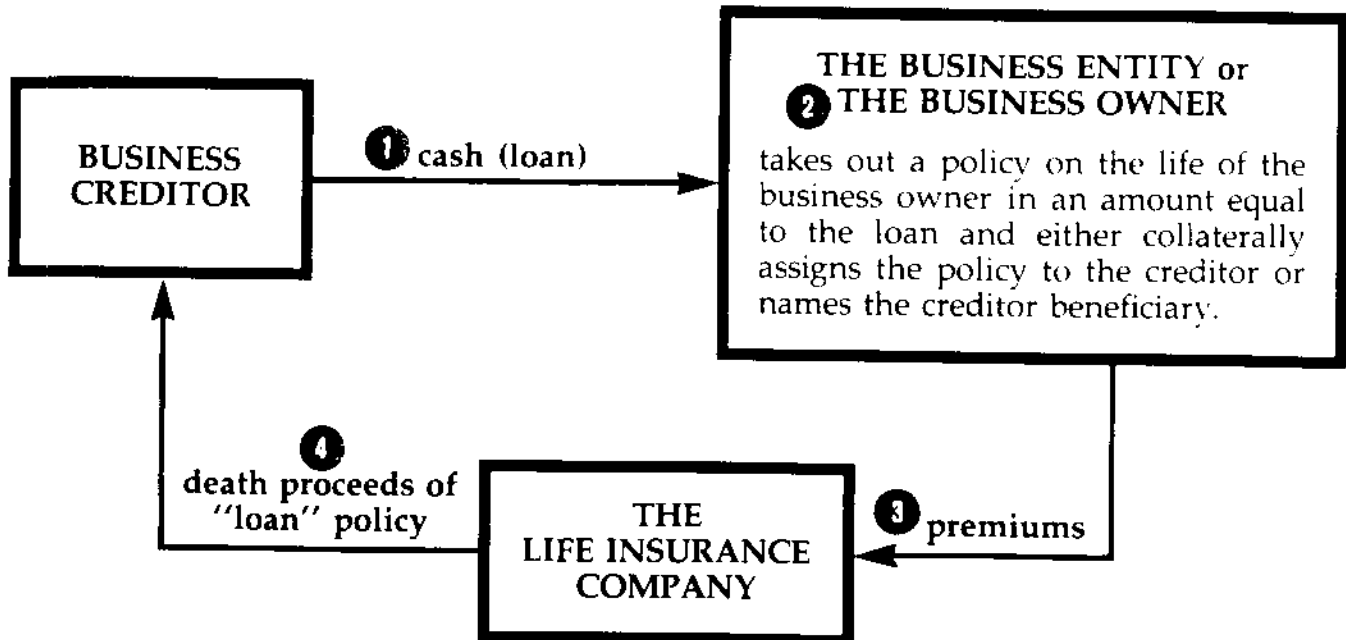 BUSINESS
CREDITOR
1 cash (loan)
THE BUSINESS ENTITY or
2 THE BUSINESS OWNER
takes out a policy on the life of the
business owner in an amount equal
to the loan and either collaterally
assigns the policy to the creditor or
names the creditor beneficiary.
3 premiums
THE
LIFE INSURANCE
COMPANY
4
death proceeds of
"loan" policy